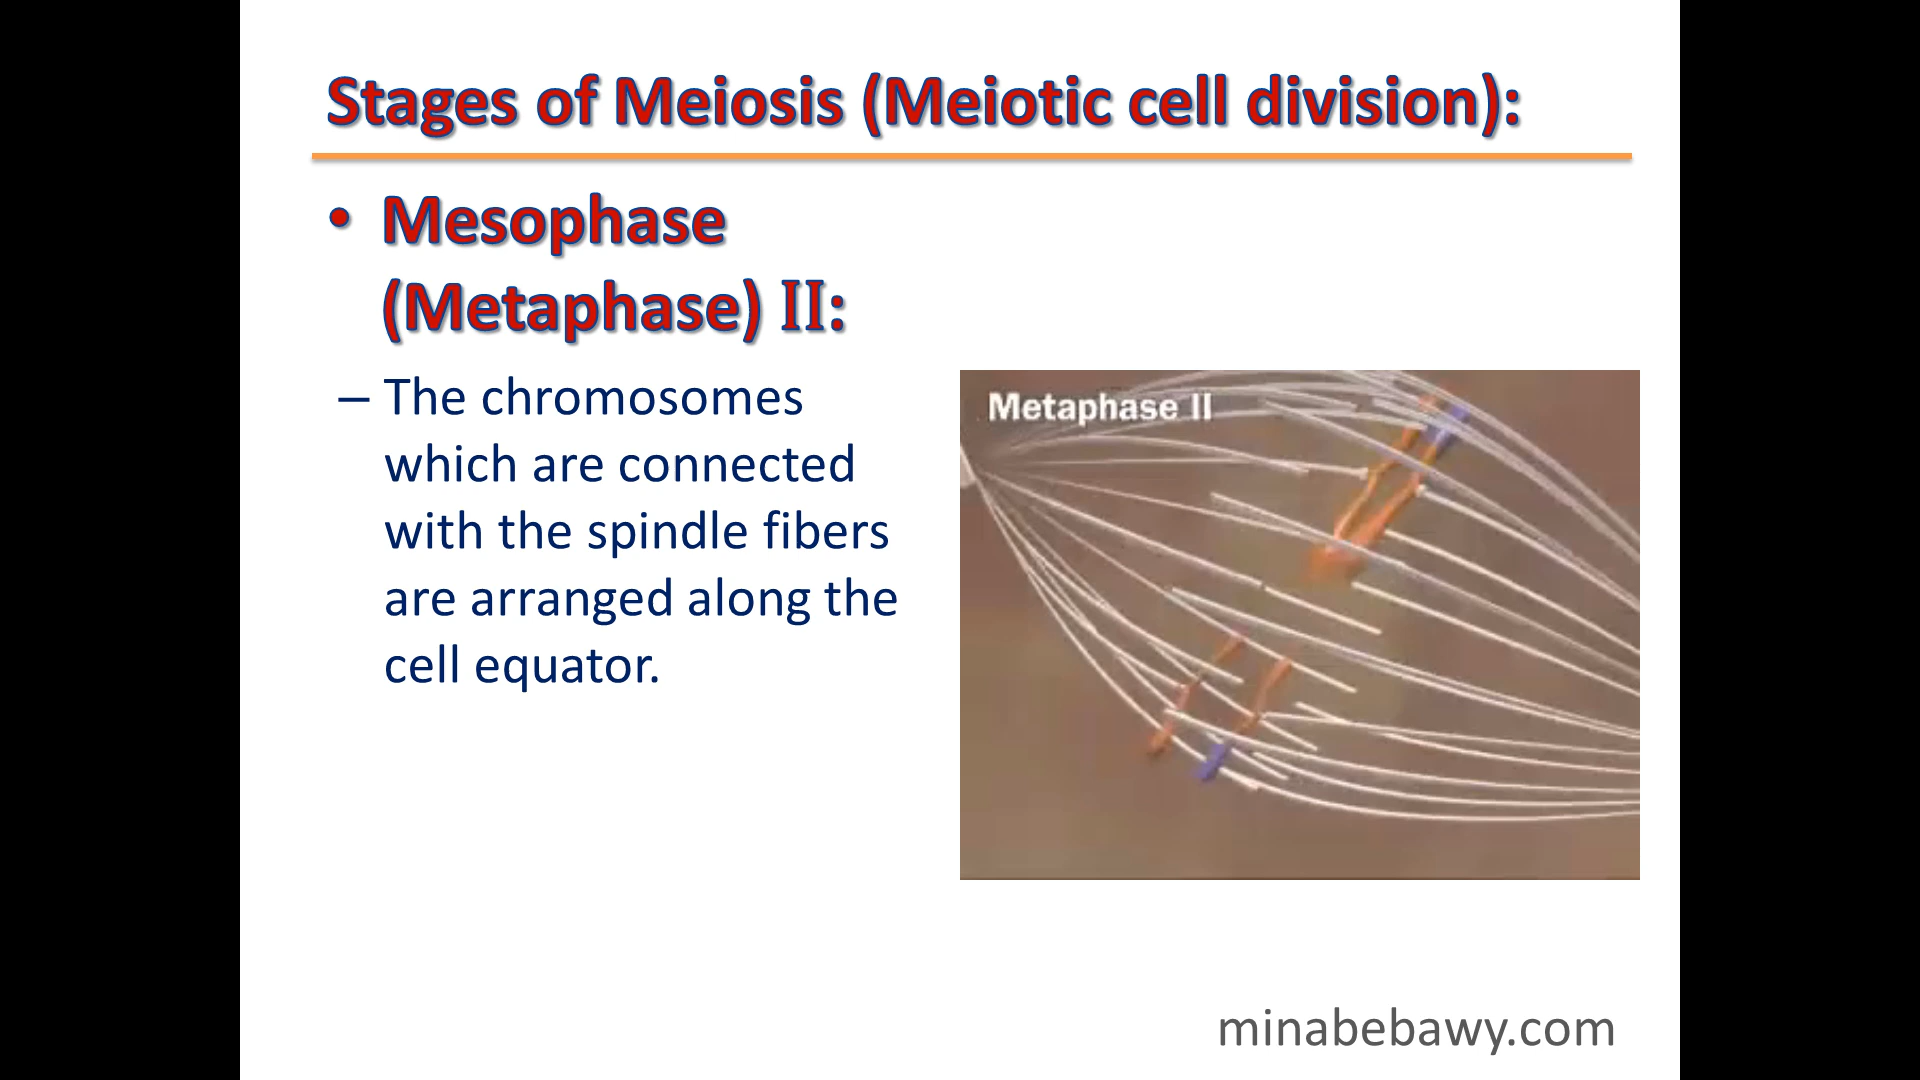 Stages of Meiosis (Meiotic cell division):
• Mesophase
(Metaphase) II:
– The chromosomes
which are connected
with the spindle fibers
are arranged along the
cell equator.
Metaphase II
minabebawy.com